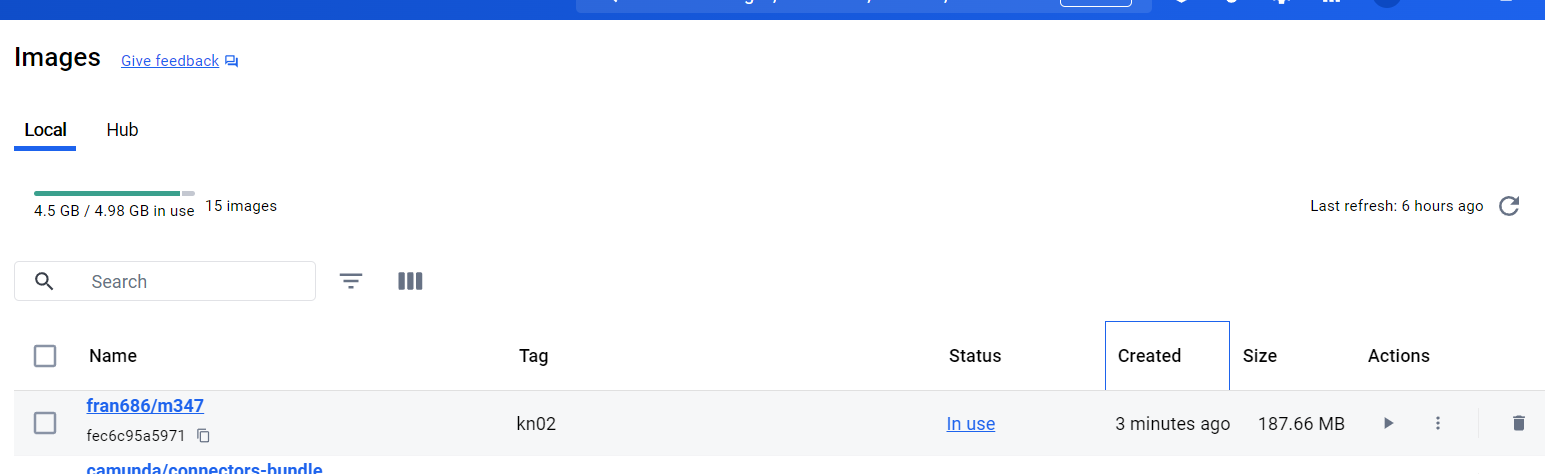 Images Give feedback
Local Hub
4.5 GB / 4.98 GB in use 15 images Last refresh: 6 hours ago
Search
Name Tag Status Created Size Actions
fran686/m347
kn02 In use 3 minutes ago 187.66 MB
fec6c95a5971
camunda/connectors-bundle